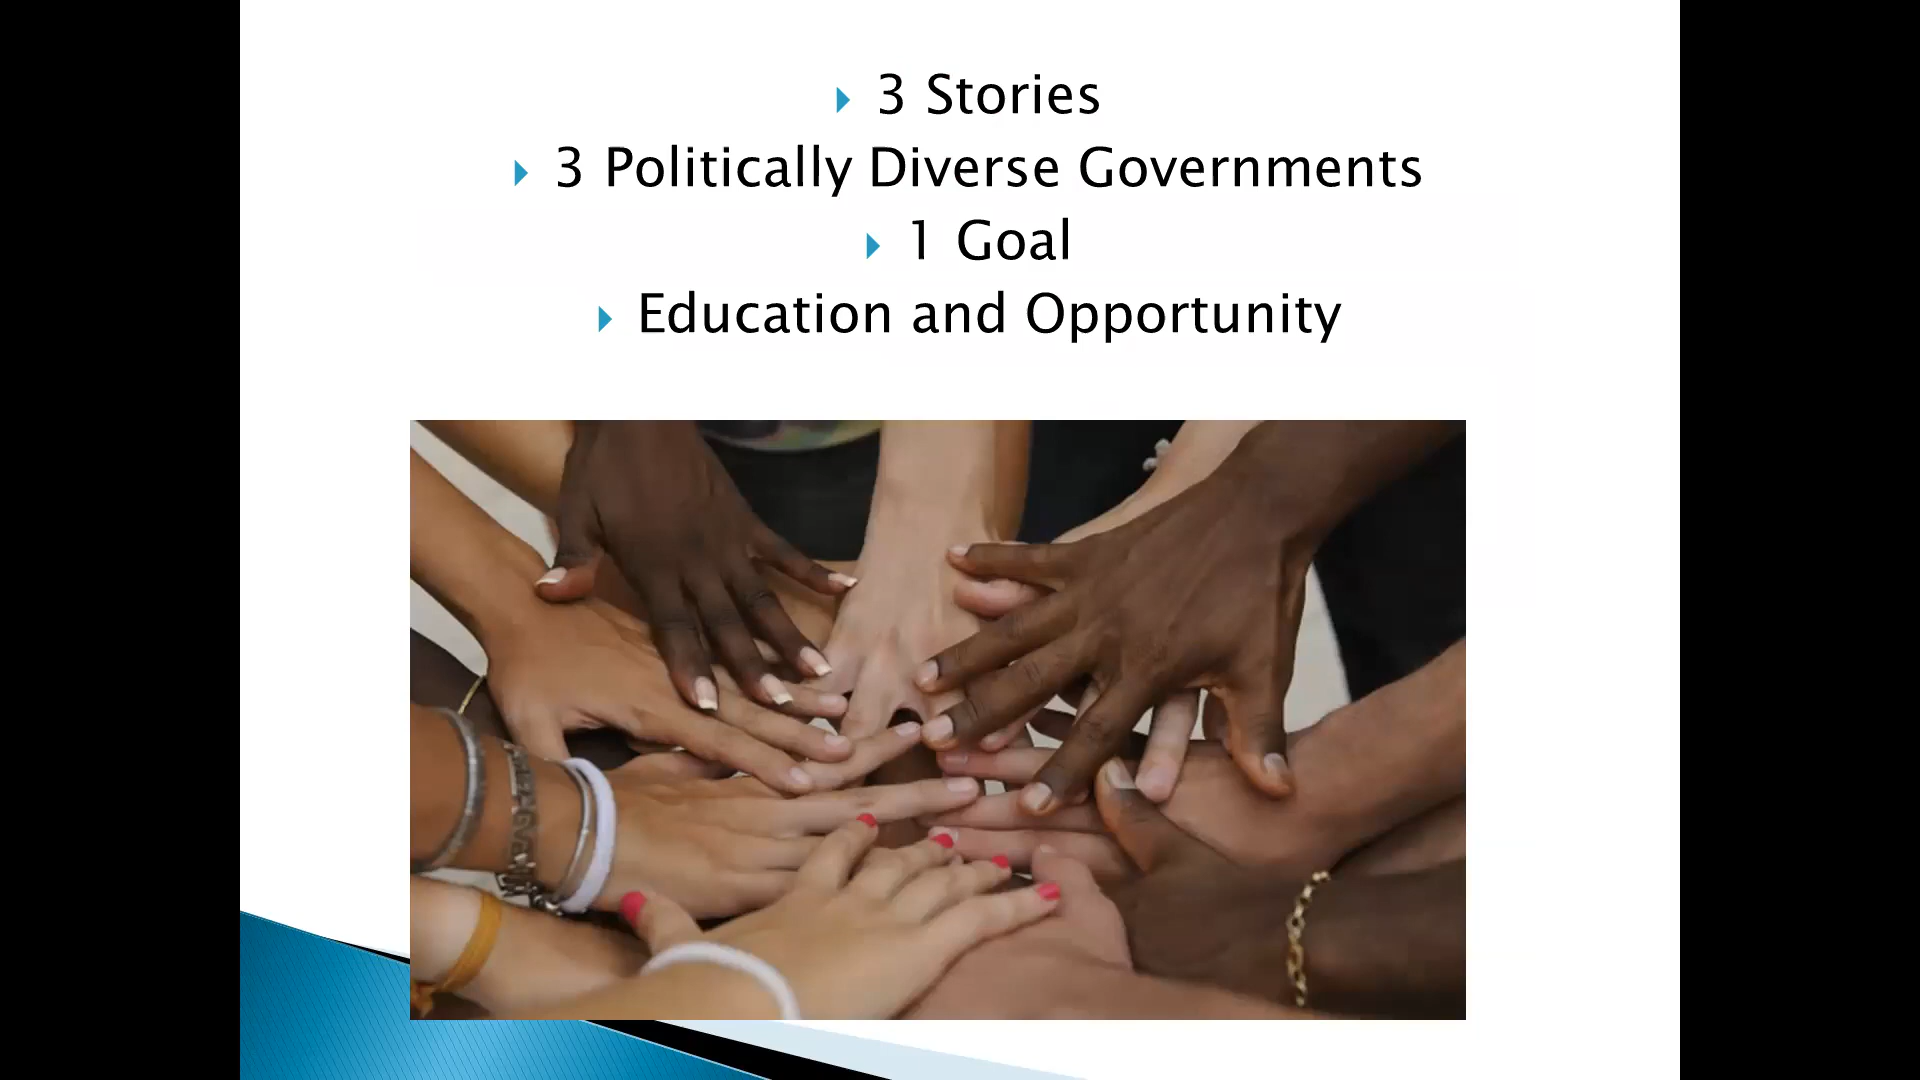 3 Stories
3 Politically Diverse Governments
1 Goal
Education and Opportunity